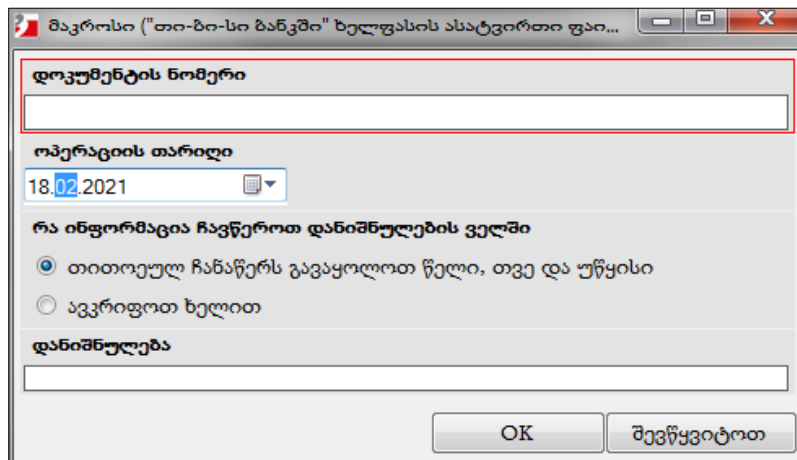 მაკროსი ("თი-ბი-სი ბანკში" ხელფასის ასატვირთი ფაი...
დოკუმენტის ნომერი
ოპერაციის თარიღი
18.02.2021
რა ინფორმაცია ჩავწეროთ დანიშნულების ველში
თითოეულ ჩანაწერს გავაყოლოთ წელი, თვე და უწყისი
ავკრიფოთ ხელით
დანიშნულება
OK
შევწყვიტოთ